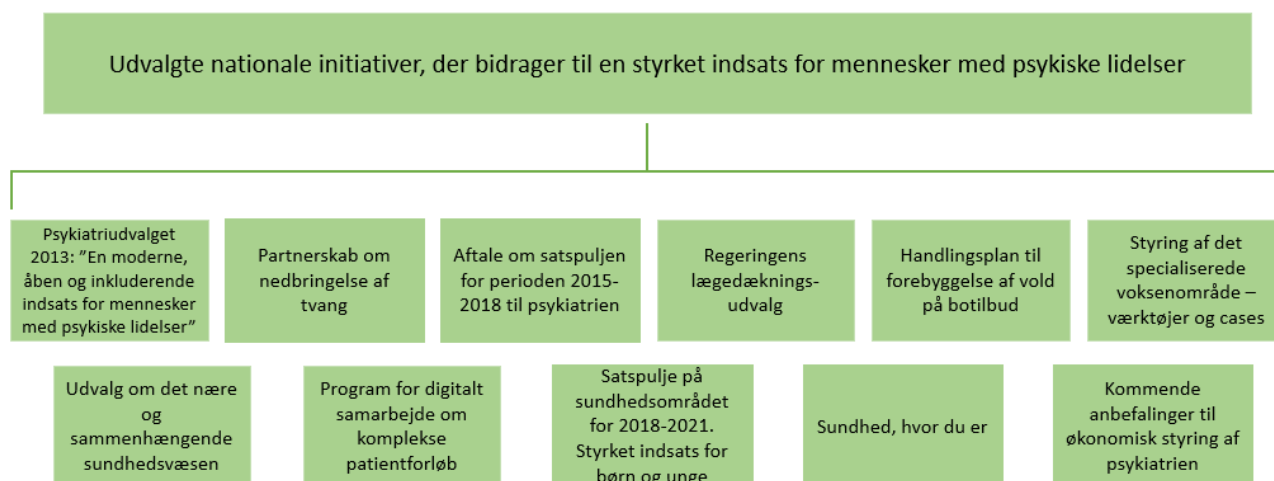 Udvalgte nationale initiativer, der bidrager til en styrket indsats for mennesker med psykiske lidelser
Psykiatriudvalget
2013: ”En moderne,
åben og inkluderende
indsats for mennesker
med psykiske lidelser”
Partnerskab om
nedbringelse af
tvang
Aftale om satspuljen
for perioden 2015-
2018 til psykiatrien
Regeringens
lægedæknings-
udvalg
Handlingsplan til
forebyggelse af vold
på botilbud
Styring af det
specialiserede
voksenområde –
værktøjer og cases
Udvalg om det nære
og
sammenhængende
sundhedsvæsen
Program for digitalt
samarbejde om
komplekse
patientforløb
Satspulje på
sundhedsområdet
for 2018-2021.
Styrket indsats for
børn og unge
Sundhed, hvor du er
Kommende
anbefalinger til
økonomisk styring af
psykiatrien